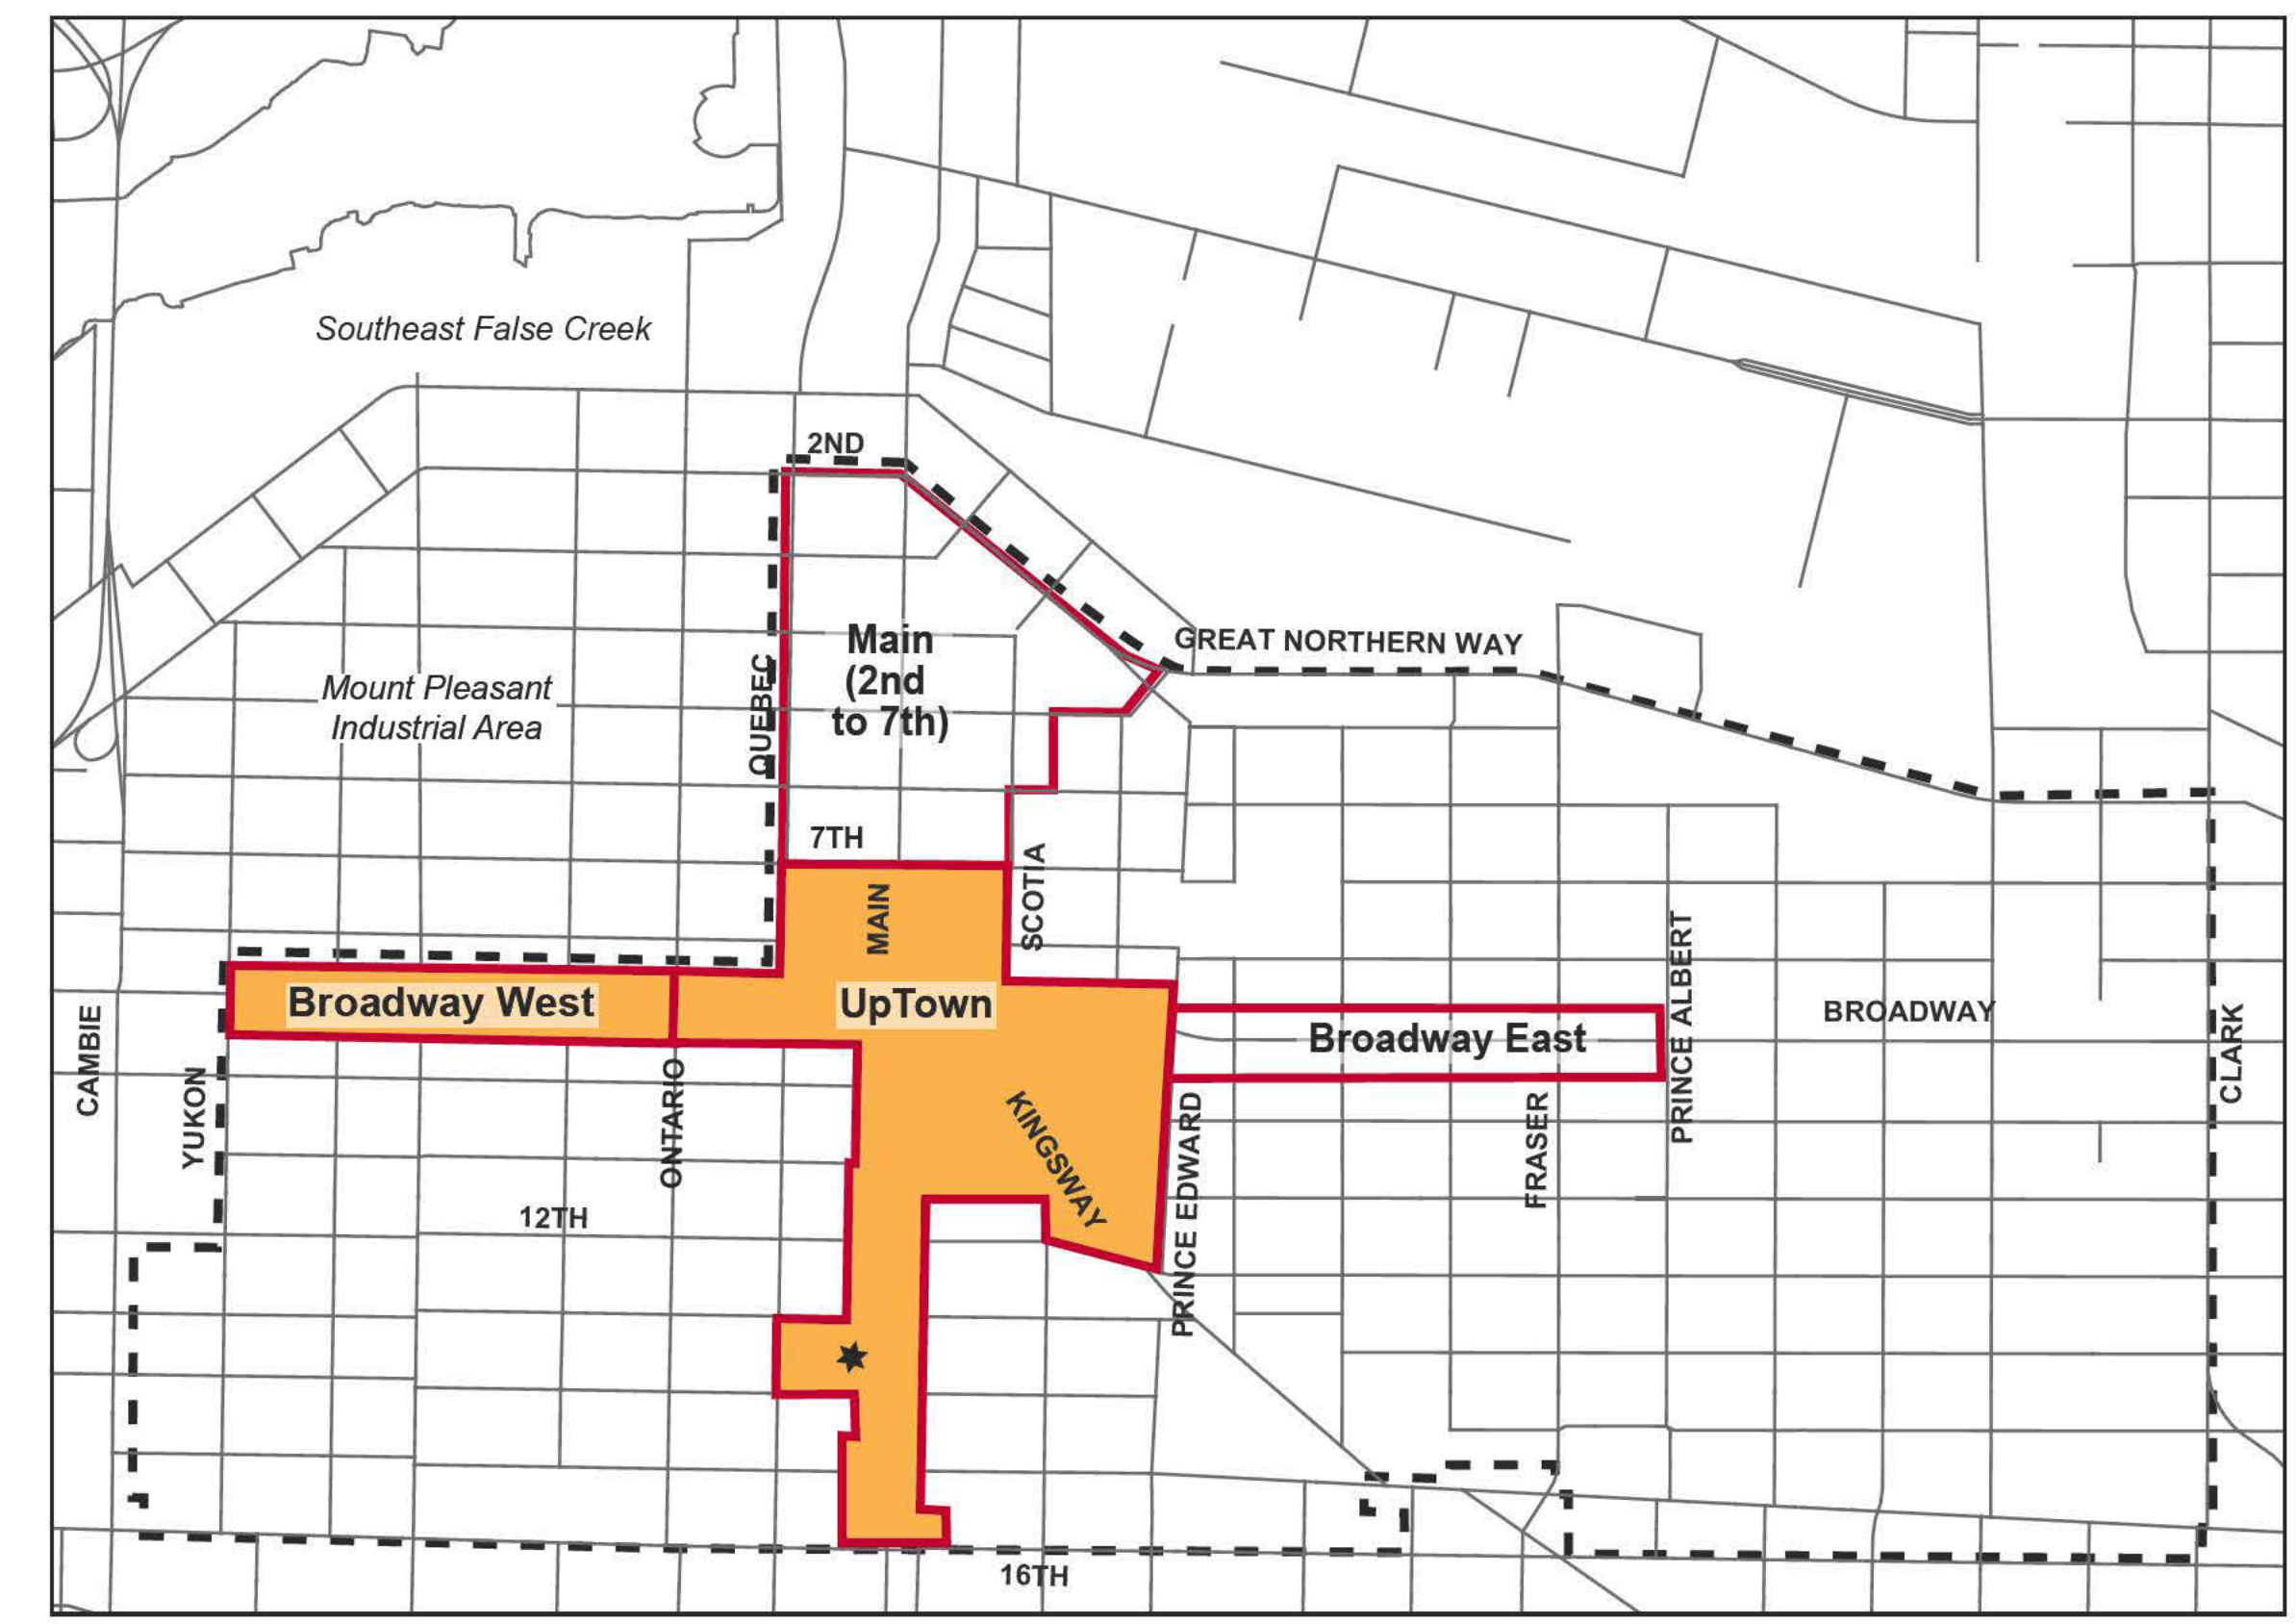 Southeast False Creek
2ND
GREAT NORTHERN WAY
Main
(2nd
to 7th)
QUEBEC
Mount Pleasant
Industrial Area
7TH
MAIN
SCOTIA
Broadway West
UpTown
Broadway East
PRINCE ALBERT
BROADWAY
CAMBIE
YUKON
ONTARIO
KINGSWAY
PRINCE EDWARD
FRASER
CLARK
12TH
16TH